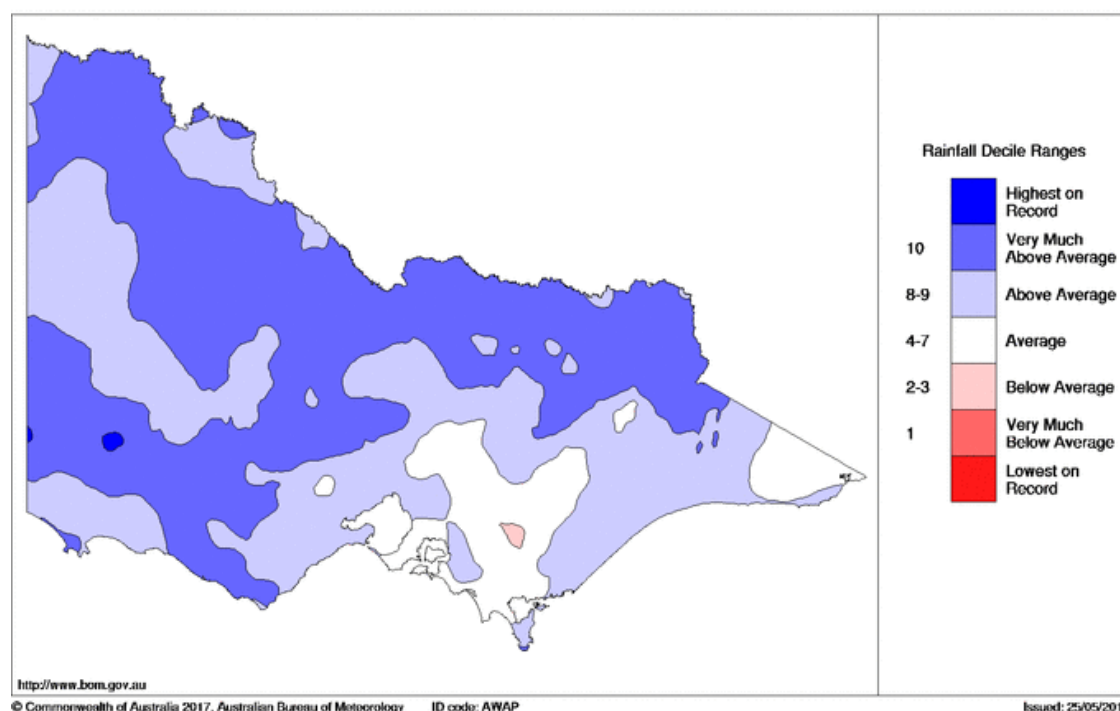 Rainfall Decile Ranges
Highest on
Record
10
Very Much
Above Average
8-9
Above Average
4-7
Average
2-3
Below Average
1
Very Much
Below Average
Lowest on
Record
http://www.bom.gov.au
© Commonwealth of Australia 2017, Australian Bureau of Meteorology
ID code: AWAP
Issued: